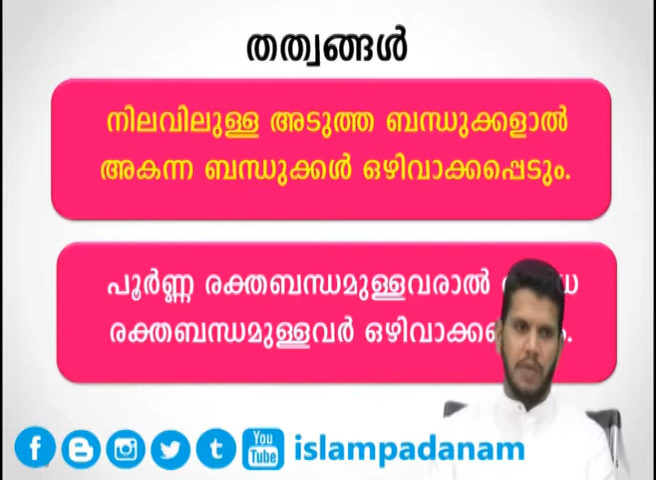 തത്വങ്ങൾ
നിലവിലുള്ള അടുത്ത ബന്ധുക്കളാൽ
അകന്ന ബന്ധുക്കൾ ഒഴിവാക്കപ്പെടും.
പൂർണ്ണ രക്തബന്ധമുള്ളവരാൽ
രക്തബന്ധമുള്ളവർ
You
Tube
islampadanam